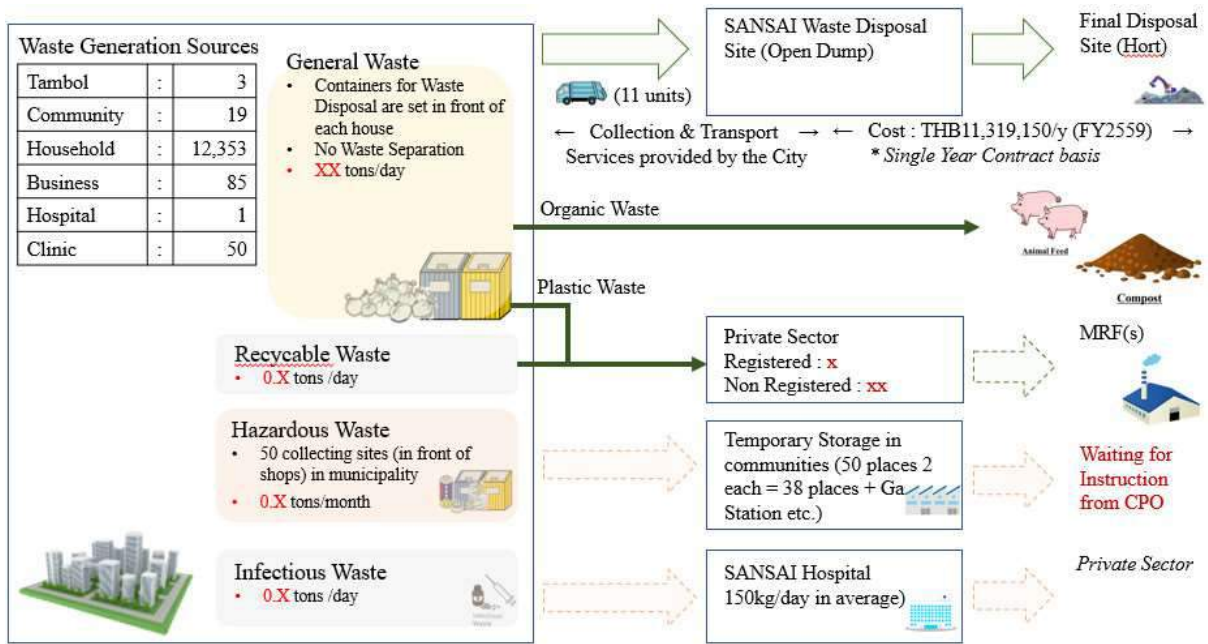 Waste Generation Sources
Tambol : 3
Community : 19
Household : 12,353
Business : 85
Hospital : 1
Clinic : 50
General Waste
• Containers for Waste
Disposal are set in front of
each house
• No Waste Separation
• XX tons/day
Recycable Waste
• 0.X tons /day
Hazardous Waste
• 50 collecting sites (in front of
shops) in municipality
• 0.X tons/month
Infectious Waste
• 0.X tons /day
(11 units)
SANSAI Waste Disposal
Site (Open Dump)
Final Disposal
Site (Hort)
← Collection & Transport →
Services provided by the City
← Cost : THB11,319,150/y (FY2559) →
* Single Year Contract basis
Organic Waste
Animal Feed
Compost
Plastic Waste
Private Sector
Registered : x
Non Registered : xx
MRF(s)
Temporary Storage in
communities (50 places 2
each = 38 places + Ga
Station etc.)
Waiting for
Instruction
from CPO
SANSAI Hospital
150kg/day in average)
Private Sector